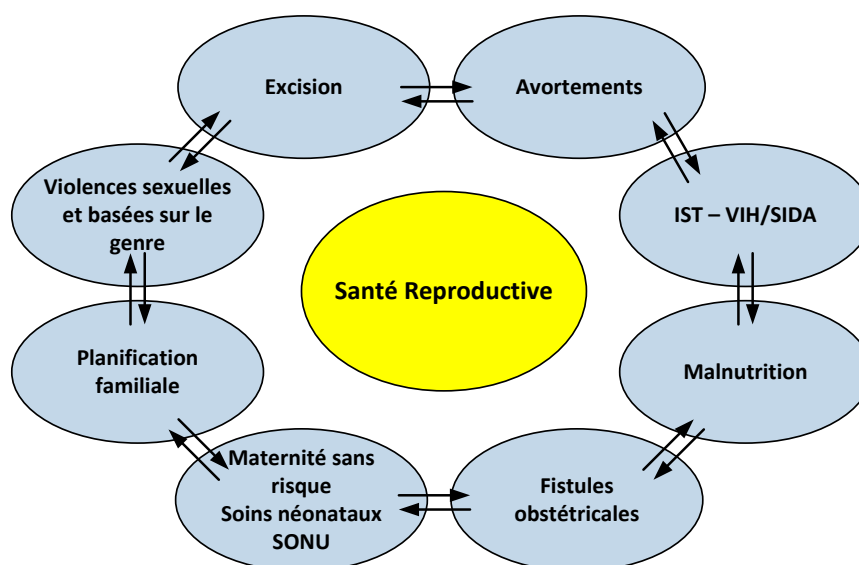 Excision
Avortements
Violences sexuelles
et basées sur le
genre
IST – VIH/SIDA
Santé Reproductive
Planification
familiale
Malnutrition
Maternité sans
risque
Soins néonataux
SONU
Fistules
obstétricales